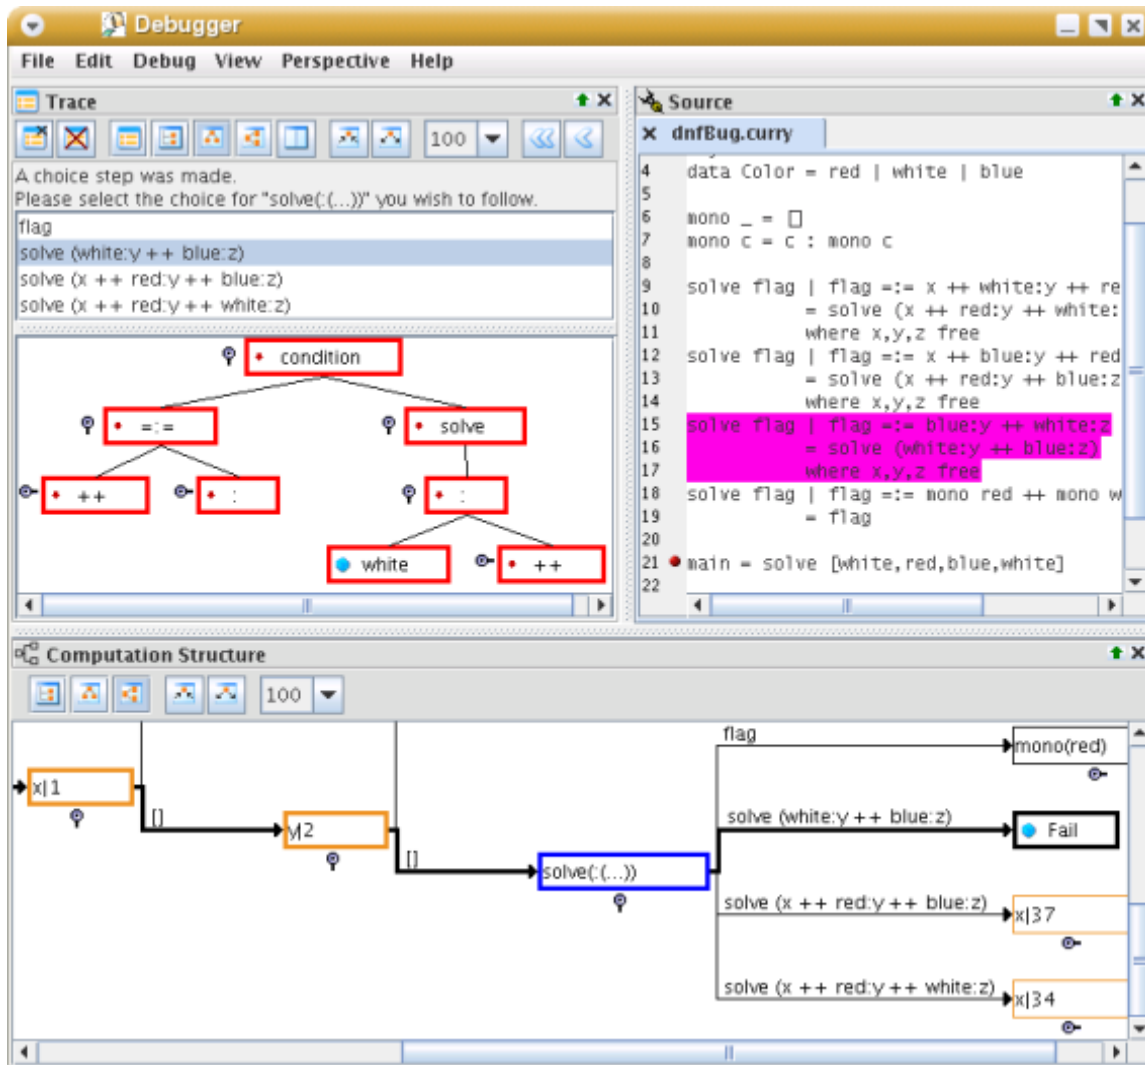 Debugger
File Edit Debug View Perspective Help
Trace
100
A choice step was made.
Please select the choice for "solve(:(...))" you wish to follow.
flag
solve (white:y ++ blue:z)
solve (x ++ red:y ++ blue:z)
solve (x ++ red:y ++ white:z)
condition
=:= solve
++ : :
white ++
Source
dnfBug.curry
4 data Color = red | white | blue
5
6 mono _ = []
7 mono c = c : mono c
8
9 solve flag | flag =:= x ++ white:y ++ re
10 = solve (x ++ red:y ++ white:
11 where x,y,z free
12 solve flag | flag =:= x ++ blue:y ++ red
13 = solve (x ++ red:y ++ blue:z
14 where x,y,z free
15 solve flag | flag =:= blue:y ++ white:z
16 = solve (white:y ++ blue:z)
17 where x,y,z free
18 solve flag | flag =:= mono red ++ mono w
19 = flag
20
21 main = solve [white,red,blue,white]
22
Computation Structure
100
flag
mono(red)
x|1
[]
y|2
[]
solve(:(...))
solve (white:y ++ blue:z)
Fail
solve (x ++ red:y ++ blue:z)
x|37
solve (x ++ red:y ++ white:z)
x|34